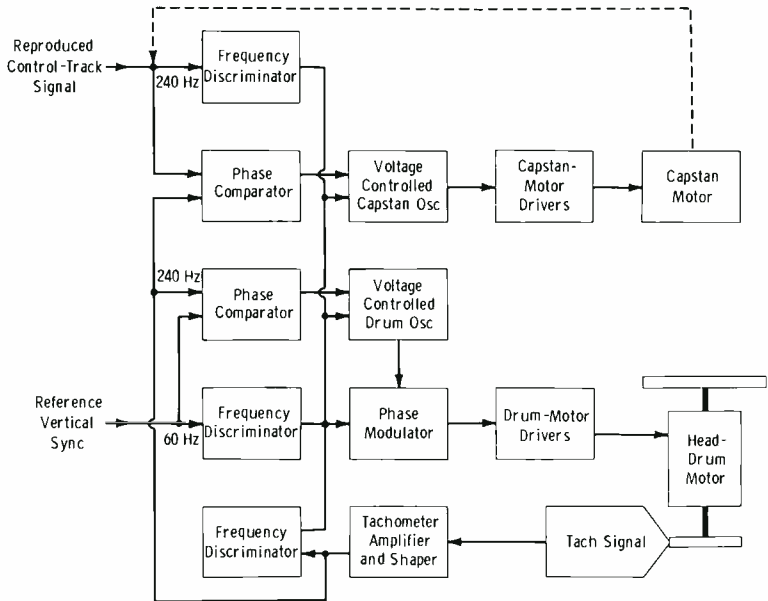 Reproduced
Control-Track
Signal
240 Hz
Frequency
Discriminator
Phase
Comparator
Voltage
Controlled
Capstan Osc
Capstan-
Motor
Drivers
Capstan
Motor
240 Hz
Phase
Comparator
Voltage
Controlled
Drum Osc
Reference
Vertical
Sync
60 Hz
Frequency
Discriminator
Phase
Modulator
Drum-Motor
Drivers
Head-
Drum
Motor
Frequency
Discriminator
Tachometer
Amplifier
and Shaper
Tach Signal